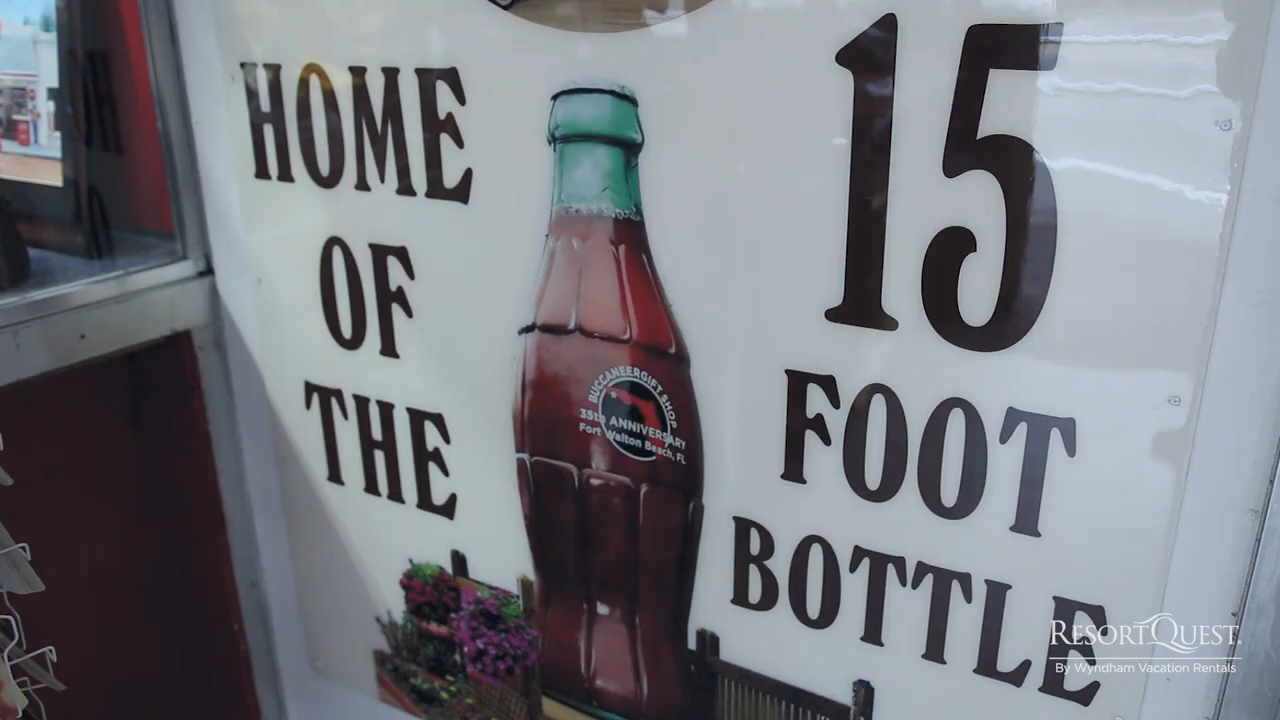 HOME
OF
THE
15
FOOT
BOTTLE
BUCCANEER GIFT SHOP
35th ANNIVERSARY
Fort Walton Beach, FL
RESORTQUEST.
By Wyndham Vacation Rentals